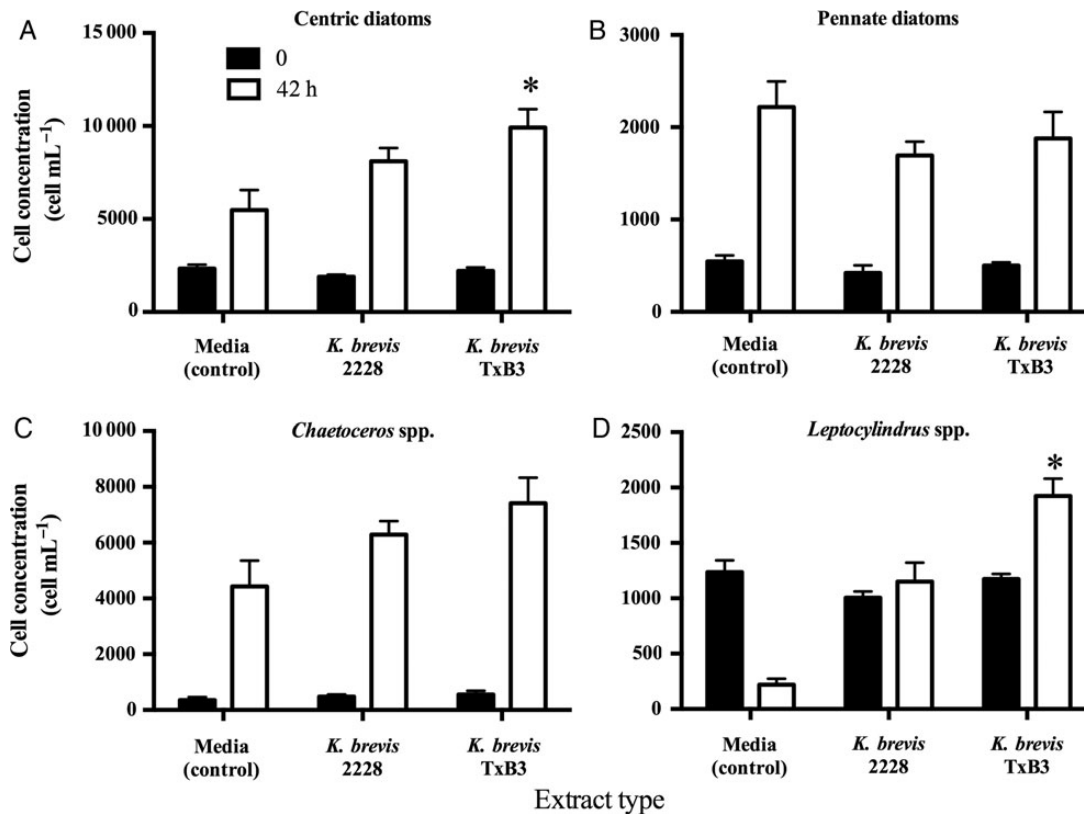 A
Centric diatoms
15 000
10 000
5000
0
Cell concentration
(cell mL⁻¹)
0
42 h
*
Media
(control)
K. brevis
2228
K. brevis
TxB3
B
Pennate diatoms
3000
2000
1000
0
Media
(control)
K. brevis
2228
K. brevis
TxB3
C
Chaetoceros spp.
10 000
8000
6000
4000
2000
0
Cell concentration
(cell mL⁻¹)
Media
(control)
K. brevis
2228
K. brevis
TxB3
D
Leptocylindrus spp.
2500
2000
1500
1000
500
0
*
Media
(control)
K. brevis
2228
K. brevis
TxB3
Extract type